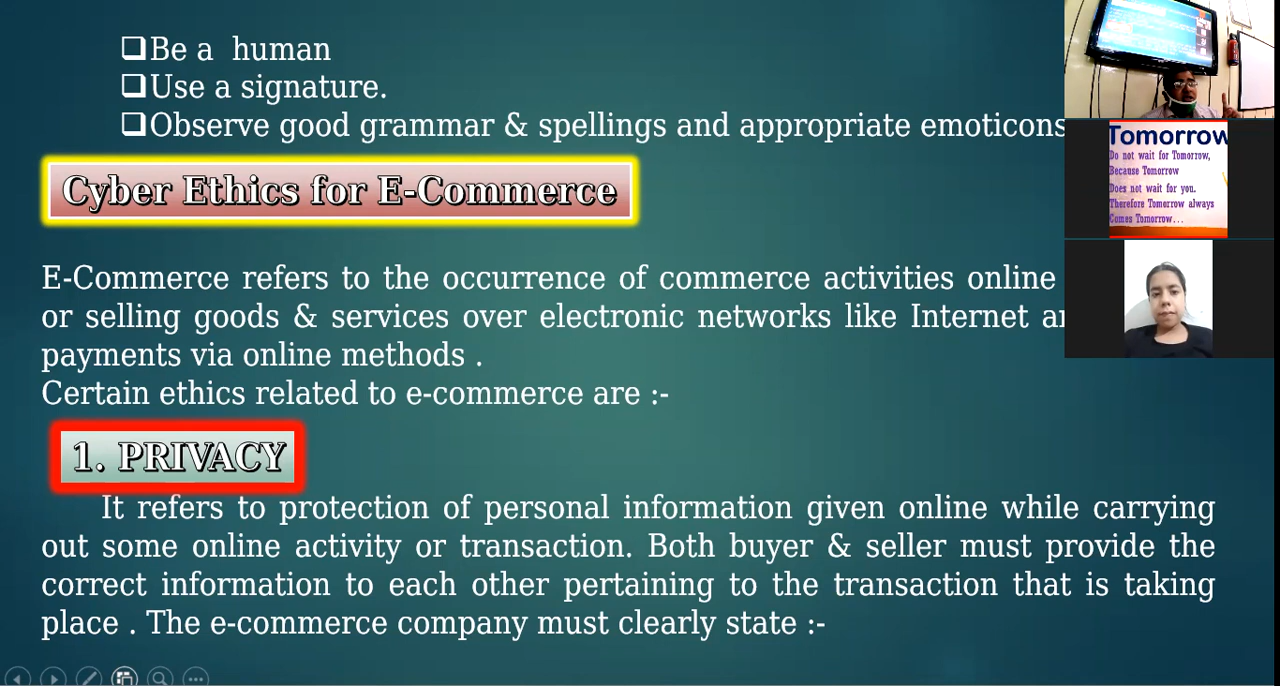 ❑Be a human
❑Use a signature.
❑Observe good grammar & spellings and appropriate emoticons
Cyber Ethics for E-Commerce
E-Commerce refers to the occurrence of commerce activities online
or selling goods & services over electronic networks like Internet
payments via online methods .
Certain ethics related to e-commerce are :-
1. PRIVACY
It refers to protection of personal information given online while carrying
out some online activity or transaction. Both buyer & seller must provide the
correct information to each other pertaining to the transaction that is taking
place . The e-commerce company must clearly state :-
Tomorrow
Do not wait for Tomorrow,
Because Tomorrow
Does not wait for you.
Therefore Tomorrow always
Comes Tomorrow...